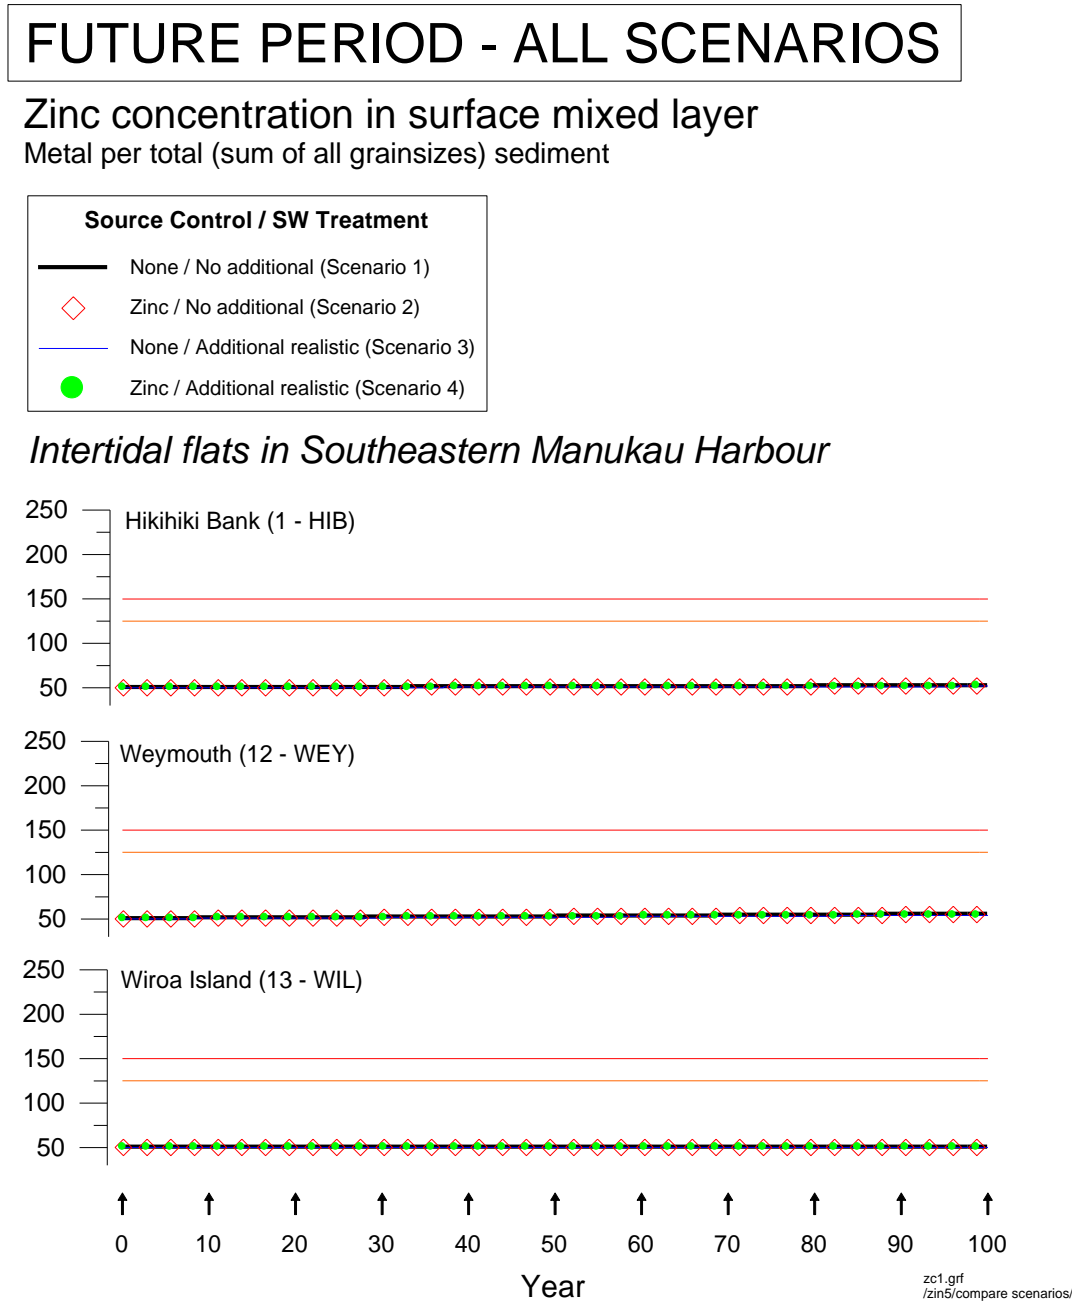 FUTURE PERIOD - ALL SCENARIOS
Zinc concentration in surface mixed layer
Metal per total (sum of all grainsizes) sediment
Source Control / SW Treatment
None / No additional (Scenario 1)
Zinc / No additional (Scenario 2)
None / Additional realistic (Scenario 3)
Zinc / Additional realistic (Scenario 4)
Intertidal flats in Southeastern Manukau Harbour
Hikihiki Bank (1 - HIB)
250
200
150
100
50
Weymouth (12 - WEY)
250
200
150
100
50
Wiroa Island (13 - WIL)
250
200
150
100
50
0 10 20 30 40 50 60 70 80 90 100
Year
zc1.grf
/zin5/compare scenarios/